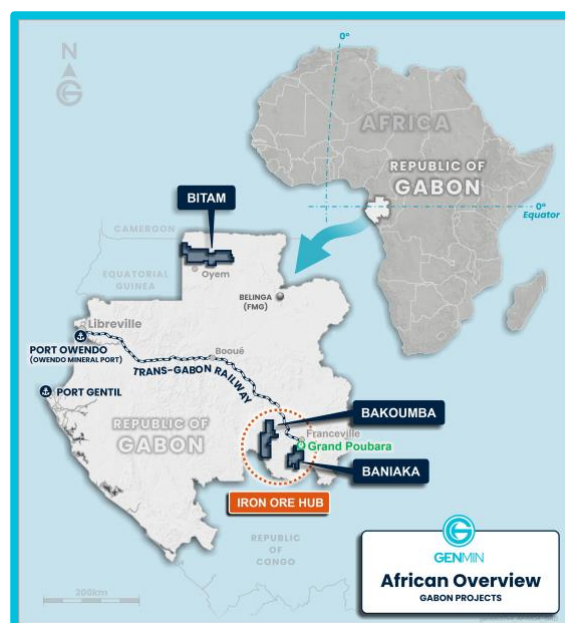 N
0°
AFRICA
REPUBLIC OF
GABON
0°
Equator
BITAM
CAMEROON
EQUATORIAL
GUINEA
Oyem
BELINGA
(FMG)
Libreville
PORT OWENDO
(OWENDO MINERAL PORT)
Booué
TRANS-GABON RAILWAY
PORT GENTIL
REPUBLIC OF
GABON
BAKOUMBA
Franceville
Grand Poubara
BANIAKA
IRON ORE HUB
REPUBLIC
OF
CONGO
200km
GENMIN
African Overview
GABON PROJECTS